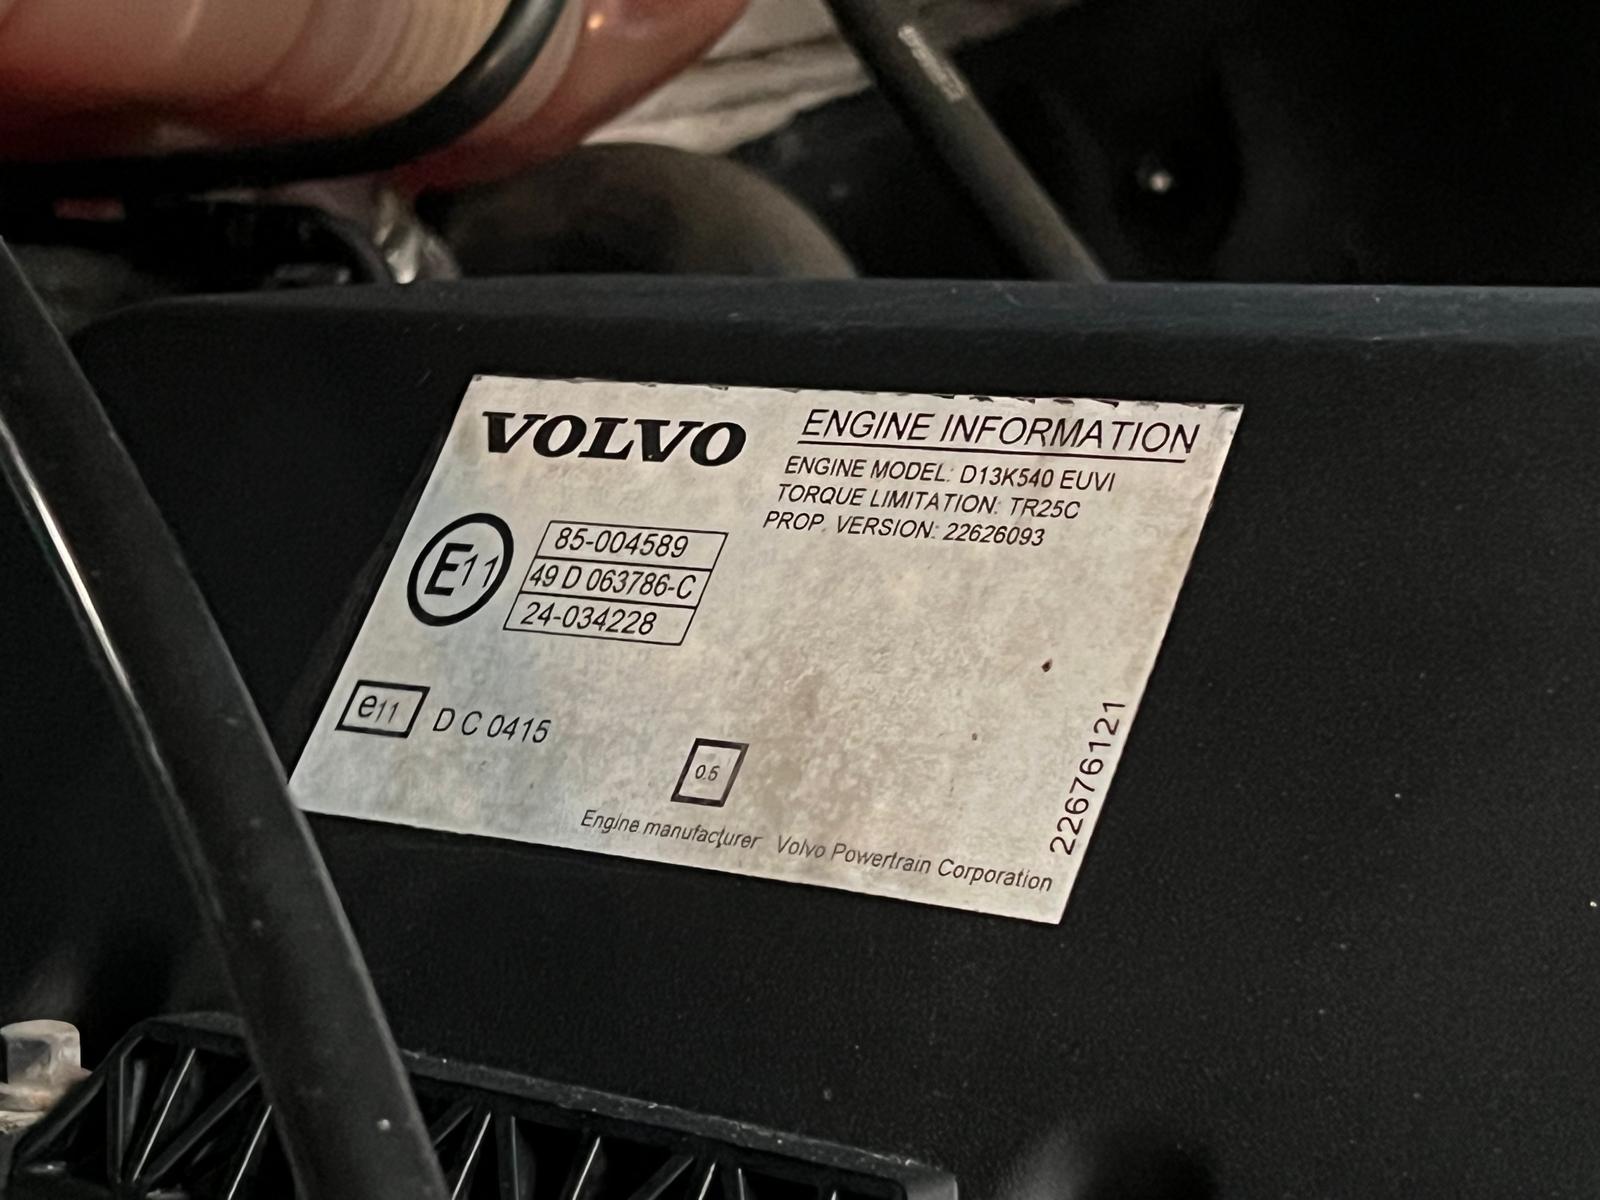 VOLVO
ENGINE INFORMATION
ENGINE MODEL: D13K540 EUVI
TORQUE LIMITATION: TR25C
PROP. VERSION: 22626093
E11
85-004589
49 D 063786-C
24-034228
e11 D C 0415
0.5
Engine manufacturer Volvo Powertrain Corporation
22676121